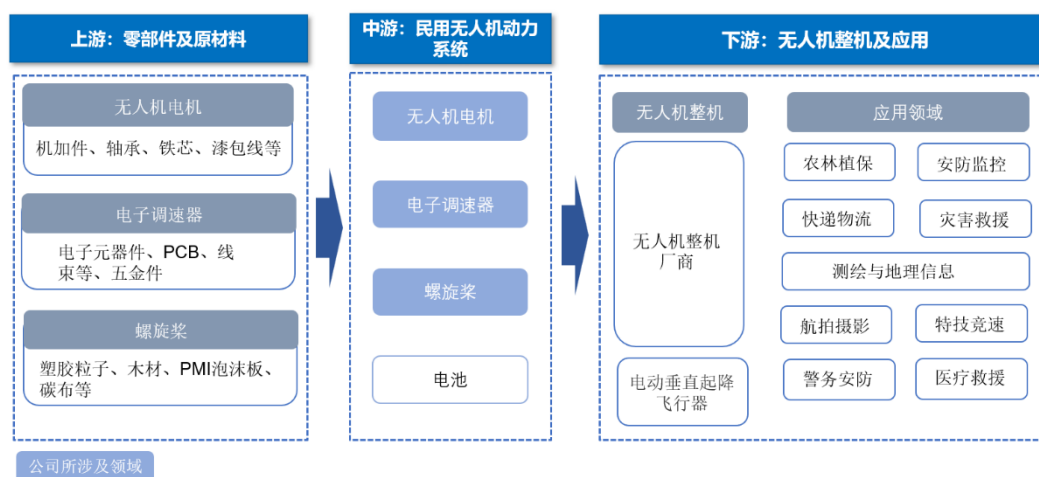 上游：零部件及原材料
无人机电机
机加件、轴承、铁芯、漆包线等
电子调速器
电子元器件、PCB、线
束等、五金件
螺旋桨
塑胶粒子、木材、PMI泡沫板、
碳布等
中游：民用无人机动力
系统
无人机电机
电子调速器
螺旋桨
电池
下游：无人机整机及应用
无人机整机
无人机整机
厂商
电动垂直起降
飞行器
应用领域
农林植保
安防监控
快递物流
灾害救援
测绘与地理信息
航拍摄影
特技竞速
警务安防
医疗救援
公司所涉及领域